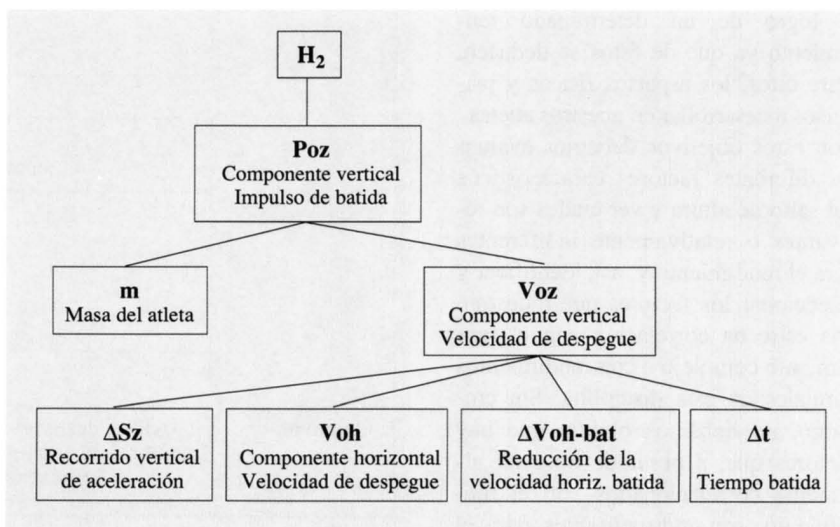 H₂
Poz
Componente vertical
Impulso de batida
m
Masa del atleta
Voz
Componente vertical
Velocidad de despegue
ΔSz
Recorrido vertical
de aceleración
Voh
Componente horizontal
Velocidad de despegue
ΔVoh-bat
Reducción de la
velocidad horiz. batida
Δt
Tiempo batida